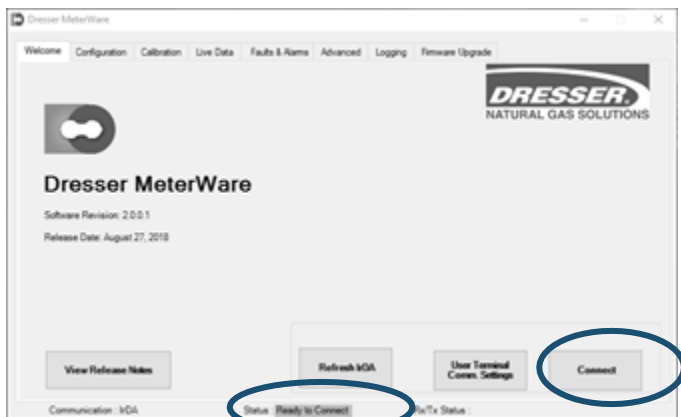 Dresser MeterWare
Welcome Configuration Calibration Live Data Faults & Alarms Advanced Logging Firmware Upgrade
DRESSER
NATURAL GAS SOLUTIONS
Dresser MeterWare
Software Revision: 2.0.0.1
Release Date: August 27, 2018
View Release Notes
Refresh IrDA
User Terminal
Comm. Settings
Connect
Communication : IrDA Status Ready to Connect Rx/Tx Status :